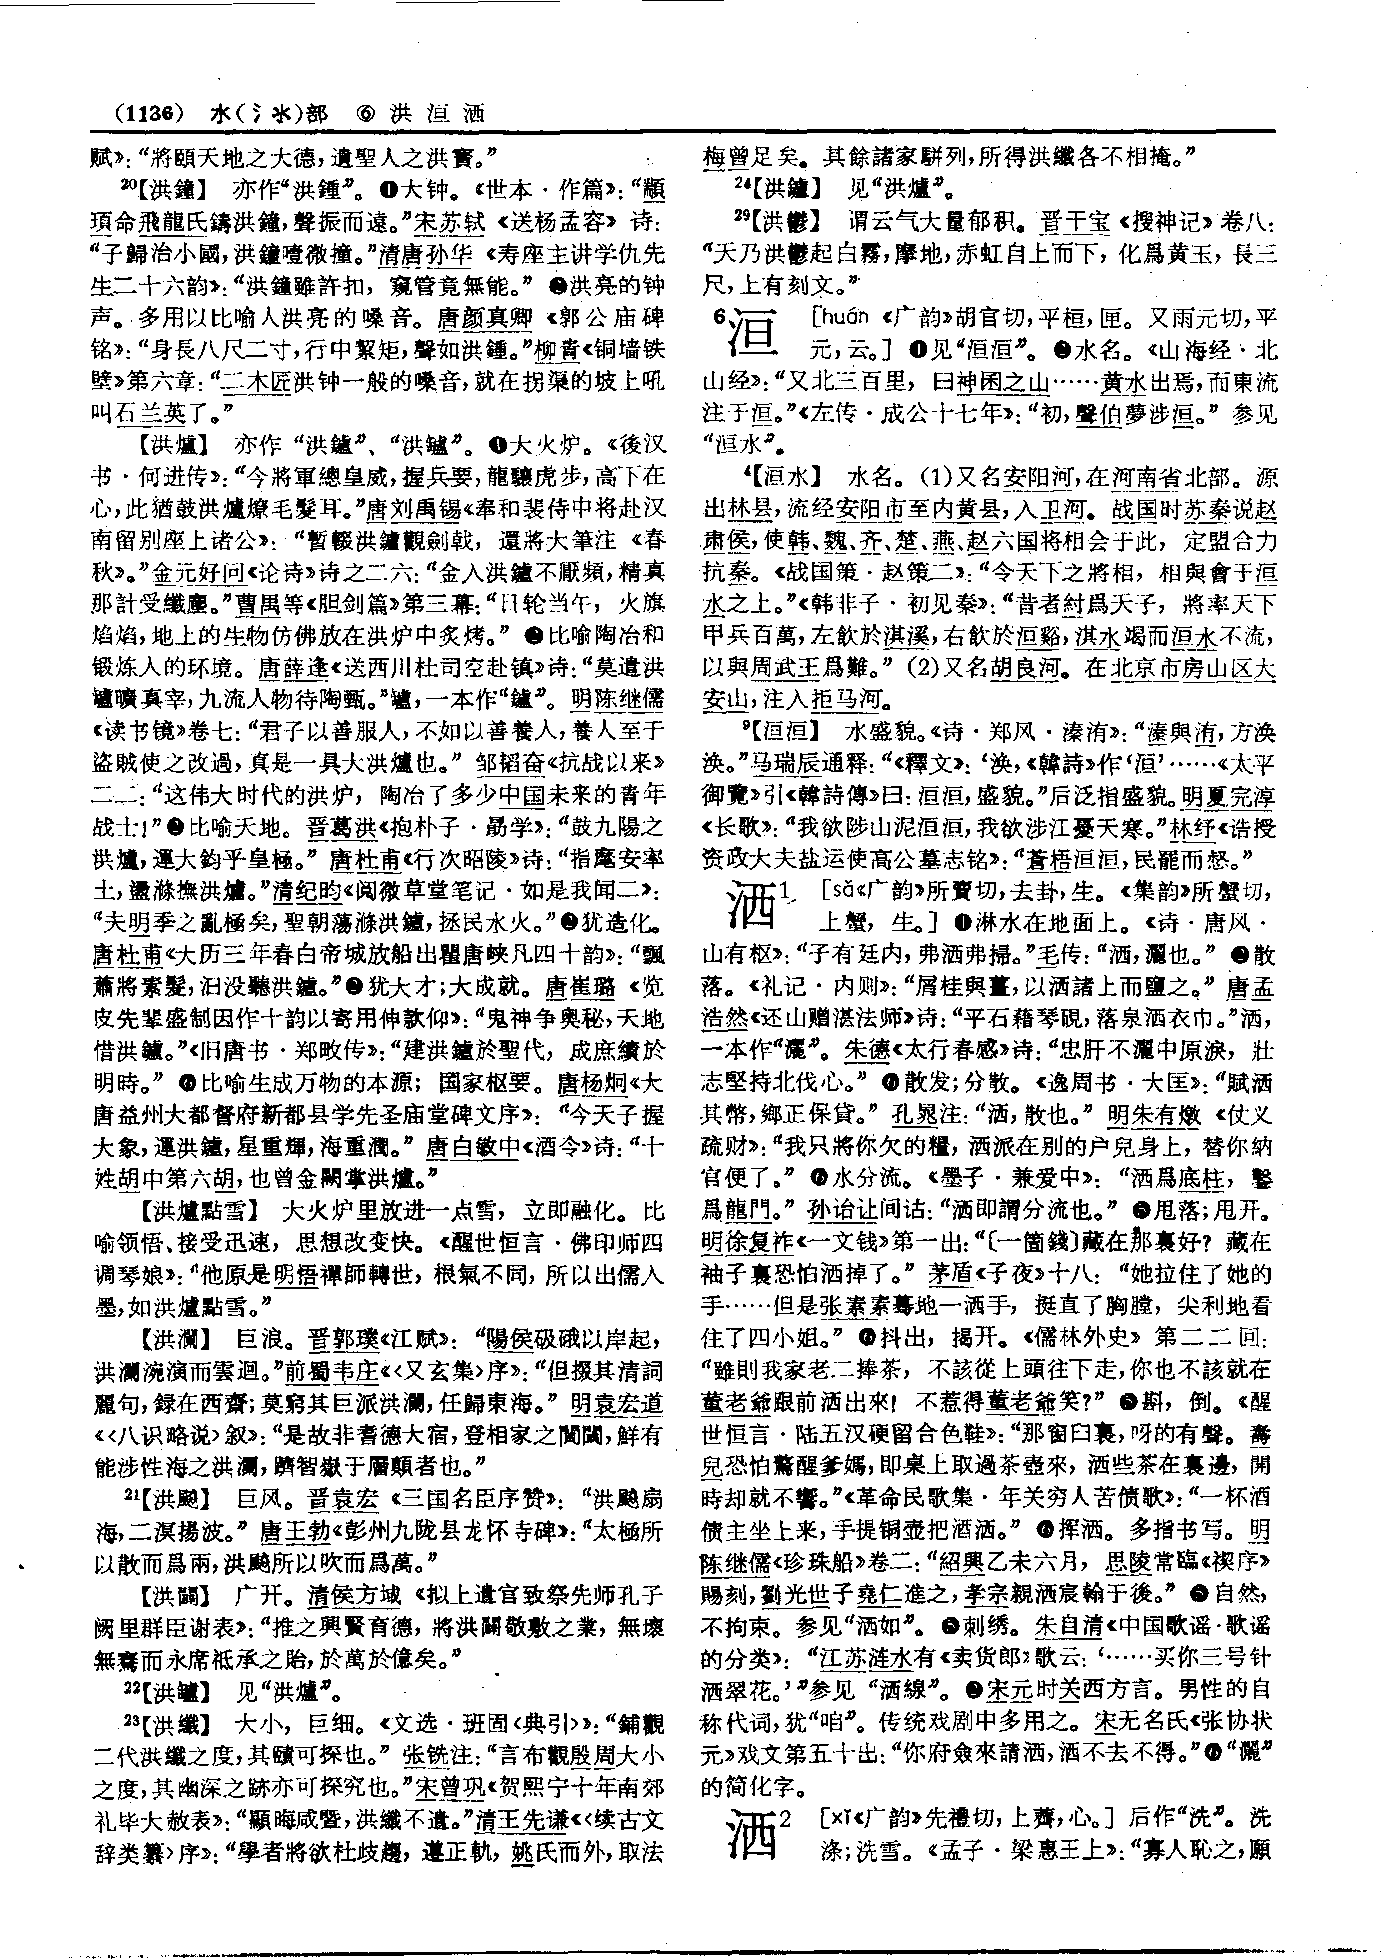 (1136) 水(氵氺)部 ⑥ 洪洹洒
賦》：“將頤天地之大德，遺聖人之洪寶。”
20【洪鐘】 亦作“洪鍾”。❶大钟。《世本·作篇》：“顓
頊命飛龍氏鑄洪鐘，聲振而遠。”宋苏轼《送杨孟容》诗：
“子歸治小國，洪鐘噎微撞。”清唐孙华《寿座主讲学仇先
生二十六韵》：“洪鐘雖許扣，窺管竟無能。”❷洪亮的钟
声。多用以比喻人洪亮的嗓音。唐颜真卿《郭公庙碑
铭》：“身長八尺二寸，行中絜矩，聲如洪鍾。”柳青《铜墙铁
壁》第六章：“二木匠洪钟一般的嗓音，就在拐渠的坡上吼
叫石兰英了。”
【洪爐】 亦作“洪鑪”、“洪罏”。❶大火炉。《後汉
书·何进传》：“今將軍總皇威，握兵要，龍驤虎步，高下在
心，此猶鼓洪爐燎毛髮耳。”唐刘禹锡《奉和裴侍中将赴汉
南留别座上诸公》：“暫輟洪鑪觀劍戟，還將大筆注《春
秋》。”金元好问《论诗》诗之二六：“金入洪鑪不厭頻，精真
那計受纖塵。”曹禺等《胆剑篇》第三幕：“日轮当午，火旗
焰焰，地上的生物仿佛放在洪炉中炙烤。”❷比喻陶冶和
锻炼人的环境。唐薛逢《送西川杜司空赴镇》诗：“莫遣洪
罏曠真宰，九流人物待陶甄。”罏，一本作“鑪”。明陈继儒
《读书镜》卷七：“君子以善服人，不如以善養人，養人至于
盜賊使之改過，真是一具大洪爐也。”邹韬奋《抗战以来》
二二：“这伟大时代的洪炉，陶冶了多少中国未来的青年
战士！”❸比喻天地。晋葛洪《抱朴子·勗学》：“鼓九陽之
洪爐，運大鈞乎皇極。”唐杜甫《行次昭陵》诗：“指麾安率
土，盪滌撫洪爐。”清纪昀《阅微草堂笔记·如是我闻二》：
“夫明季之亂極矣，聖朝蕩滌洪鑪，拯民水火。”❹犹造化。
唐杜甫《大历三年春白帝城放船出瞿唐峡凡四十韵》：“飄
蕭將素髮，汩没聽洪鑪。”❺犹大才；大成就。唐崔璐《览
皮先辈盛制因作十韵以寄用伸款仰》：“鬼神争奥秘，天地
惜洪鑪。”《旧唐书·郑畋传》：“建洪鑪於聖代，成庶績於
明時。”❻比喻生成万物的本源；国家枢要。唐杨炯《大
唐益州大都督府新都县学先圣庙堂碑文序》：“今天子握
大象，運洪鑪，星重輝，海重潤。”唐白敏中《酒令》诗：“十
姓胡中第六胡，也曾金闕掌洪爐。”
【洪爐點雪】 大火炉里放进一点雪，立即融化。比
喻领悟、接受迅速，思想改变快。《醒世恒言·佛印师四
调琴娘》：“他原是明悟禪師轉世，根氣不同，所以出儒入
墨，如洪爐點雪。”
【洪瀾】 巨浪。晋郭璞《江赋》：“陽侯砐硪以岸起，
洪瀾涴演而雲迴。”前蜀韦庄《〈又玄集〉序》：“但掇其清詞
麗句，録在西齋；莫窮其巨派洪瀾，任歸東海。”明袁宏道
《〈八识略说〉叙》：“是故非耆德大宿，登相家之閫閾，鮮有
能涉性海之洪瀾，躋智嶽于層顛者也。”
21【洪飈】 巨风。晋袁宏《三国名臣序赞》：“洪飈扇
海，二溟揚波。”唐王勃《彭州九陇县龙怀寺碑》：“太極所
以散而爲兩，洪飈所以吹而爲萬。”
【洪闢】 广开。清侯方域《拟上遣官致祭先师孔子
阙里群臣谢表》：“推之興賢育德，將洪闢敬敷之業，無壞
無騫而永席祗承之貽，於萬於億矣。”
22【洪罏】 见“洪爐”。
23【洪纖】 大小，巨细。《文选·班固〈典引〉》：“鋪觀
二代洪纖之度，其賾可探也。”张铣注：“言布觀殷周大小
之度，其幽深之跡亦可探究也。”宋曾巩《贺熙宁十年南郊
礼毕大赦表》：“顯晦咸暨，洪纖不遺。”清王先谦《〈续古文
辞类纂〉序》：“學者將欲杜歧趨，遵正軌，姚氏而外，取法
梅曾足矣。其餘諸家駢列，所得洪纖各不相掩。”
24【洪鑪】 见“洪爐”。
29【洪鬱】 谓云气大量郁积。晋干宝《搜神记》卷八：
“天乃洪鬱起白霧，摩地，赤虹自上而下，化爲黄玉，長三
尺，上有刻文。”
6洹 [huán《广韵》胡官切，平桓，匣。又雨元切，平
元，云。] ❶见“洹洹”。❷水名。《山海经·北
山经》：“又北三百里，曰神囷之山……黄水出焉，而東流
注于洹。”《左传·成公十七年》：“初，聲伯夢涉洹。”参见
“洹水”。
4【洹水】 水名。(1)又名安阳河，在河南省北部。源
出林县，流经安阳市至内黄县，入卫河。战国时苏秦说赵
肃侯，使韩、魏、齐、楚、燕、赵六国将相会于此，定盟合力
抗秦。《战国策·赵策二》：“令天下之將相，相與會于洹
水之上。”《韩非子·初见秦》：“昔者紂爲天子，將率天下
甲兵百萬，左飲於淇溪，右飲於洹谿，淇水竭而洹水不流，
以與周武王爲難。”(2)又名胡良河。在北京市房山区大
安山，注入拒马河。
9【洹洹】 水盛貌。《诗·郑风·溱洧》：“溱與洧，方涣
涣。”马瑞辰通释：“《釋文》：‘涣，《韓詩》作‘洹’……《太平
御覽》引《韓詩傳》曰：洹洹，盛貌。”后泛指盛貌。明夏完淳
《长歌》：“我欲陟山泥洹洹，我欲涉江憂天寒。”林纾《诰授
资政大夫盐运使高公墓志铭》：“蒼梧洹洹，民罷而怒。”
洒1 [sǎ《广韵》所賣切，去卦，生。《集韵》所蟹切，
上蟹，生。] ❶淋水在地面上。《诗·唐风·
山有枢》：“子有廷内，弗洒弗掃。”毛传：“洒，灑也。”❷散
落。《礼记·内则》：“屑桂與薑，以洒諸上而鹽之。”唐孟
浩然《还山赠湛法师》诗：“平石藉琴硯，落泉洒衣巾。”洒，
一本作“灑”。朱德《太行春感》诗：“忠肝不灑中原淚，壯
志堅持北伐心。”❸散发；分散。《逸周书·大匡》：“賦洒
其幣，鄉正保貸。”孔晁注：“洒，散也。”明朱有燉《仗义
疏财》：“我只將你欠的糧，洒派在别的户兒身上，替你納
官便了。”❹水分流。《墨子·兼爱中》：“洒爲底柱，鑿
爲龍門。”孙诒让间诂：“洒即謂分流也。”❺甩落；甩开。
明徐复祚《一文钱》第一出：“〔一箇錢〕藏在那裏好？藏在
袖子裏恐怕洒掉了。”茅盾《子夜》十八：“她拉住了她的
手……但是张素素蓦地一洒手，挺直了胸膛，尖利地看
住了四小姐。”❻抖出，揭开。《儒林外史》第二二回：
“雖則我家老二捧茶，不該從上頭往下走，你也不該就在
董老爺跟前洒出來！不惹得董老爺笑？”❼斟，倒。《醒
世恒言·陆五汉硬留合色鞋》：“那窗臼裏，呀的有聲。壽
兒恐怕驚醒爹媽，即桌上取過茶壺來，洒些茶在裏邊，開
時却就不響。”《革命民歌集·年关穷人苦债歌》：“一杯酒
债主坐上来，手提铜壶把酒洒。”❽挥洒。多指书写。明
陈继儒《珍珠船》卷二：“紹興乙未六月，思陵常臨《禊序》
賜刻，劉光世子堯仁進之，孝宗親洒宸翰于後。”❾自然，
不拘束。参见“洒如”。❿刺绣。朱自清《中国歌谣·歌谣
的分类》：“江苏涟水有《卖货郎》歌云：‘……买你三号针
洒翠花。’”参见“洒線”。⓫宋元时关西方言。男性的自
称代词，犹“咱”。传统戏剧中多用之。宋无名氏《张协状
元》戏文第五十出：“你府僉來請洒，洒不去不得。”⓬“灑”
的简化字。
洒2 [xǐ《广韵》先禮切，上薺，心。] 后作“洗”。洗
涤；洗雪。《孟子·梁惠王上》：“寡人恥之，願